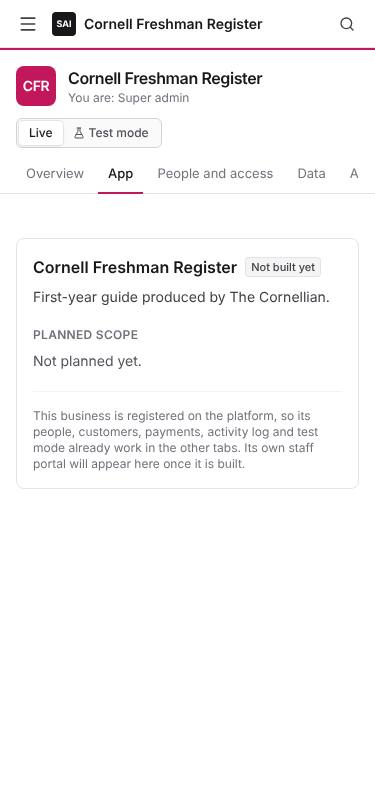 SAI Cornell Freshman Register
CFR
Cornell Freshman Register
You are: Super admin
Live Test mode
Overview App People and access Data A
Cornell Freshman Register Not built yet
First-year guide produced by The Cornellian.
PLANNED SCOPE
Not planned yet.
This business is registered on the platform, so its
people, customers, payments, activity log and test
mode already work in the other tabs. Its own staff
portal will appear here once it is built.